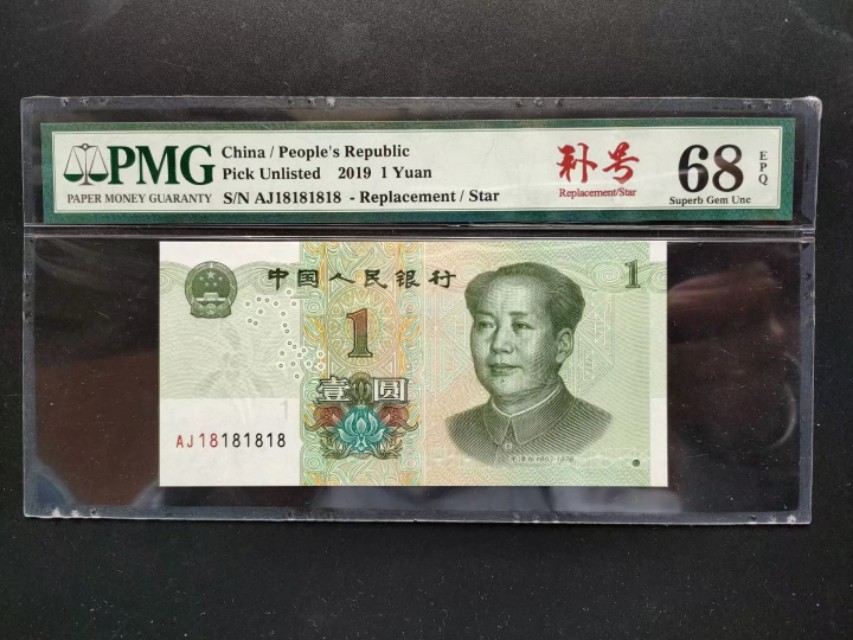 PMG
PAPER MONEY GUARANTY
China / People's Republic
Pick Unlisted 2019 1 Yuan
S/N AJ18181818 - Replacement / Star
补号
Replacement/Star
68
EPQ
Superb Gem Unc
中国人民银行
1
1
壹圆
AJ18181818